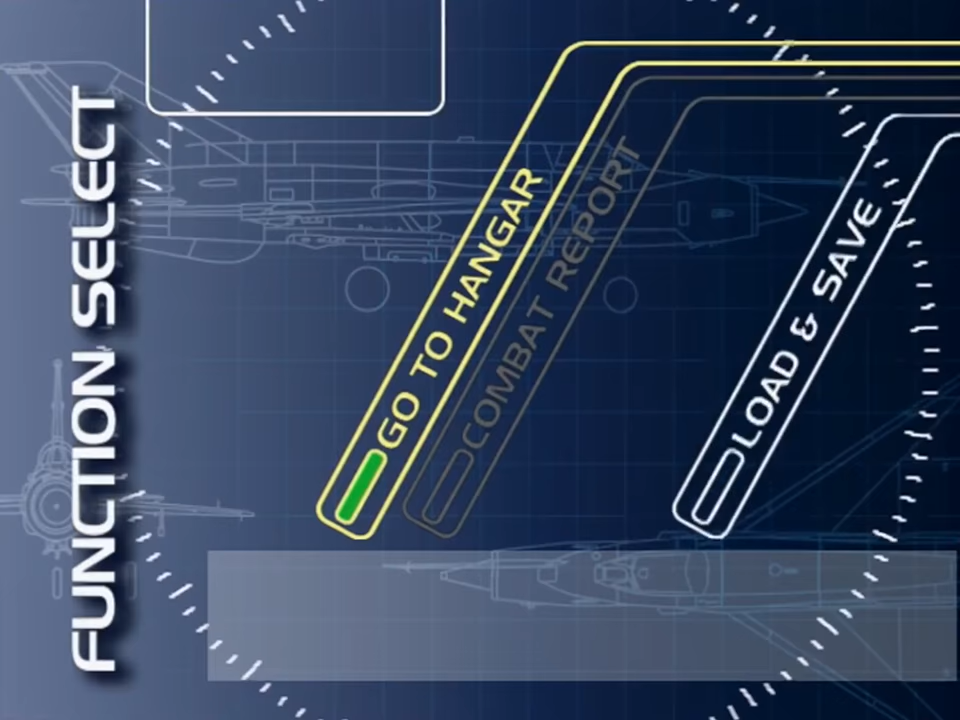 FUNCTION SELECT
GO TO HANGAR
COMBAT REPORT
LOAD & SAVE